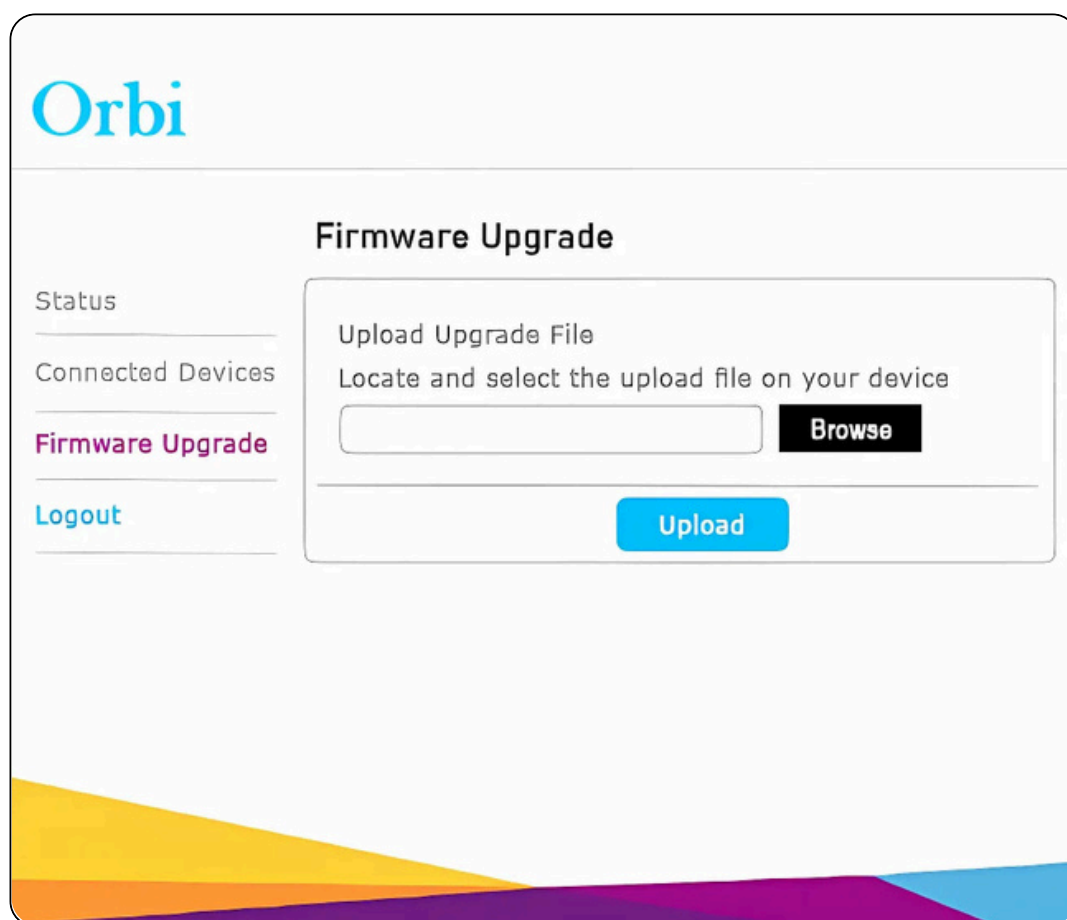 Orbi
Firmware Upgrade
Status
Connected Devices
Firmware Upgrade
Logout
Upload Upgrade File
Locate and select the upload file on your device
Browse
Upload